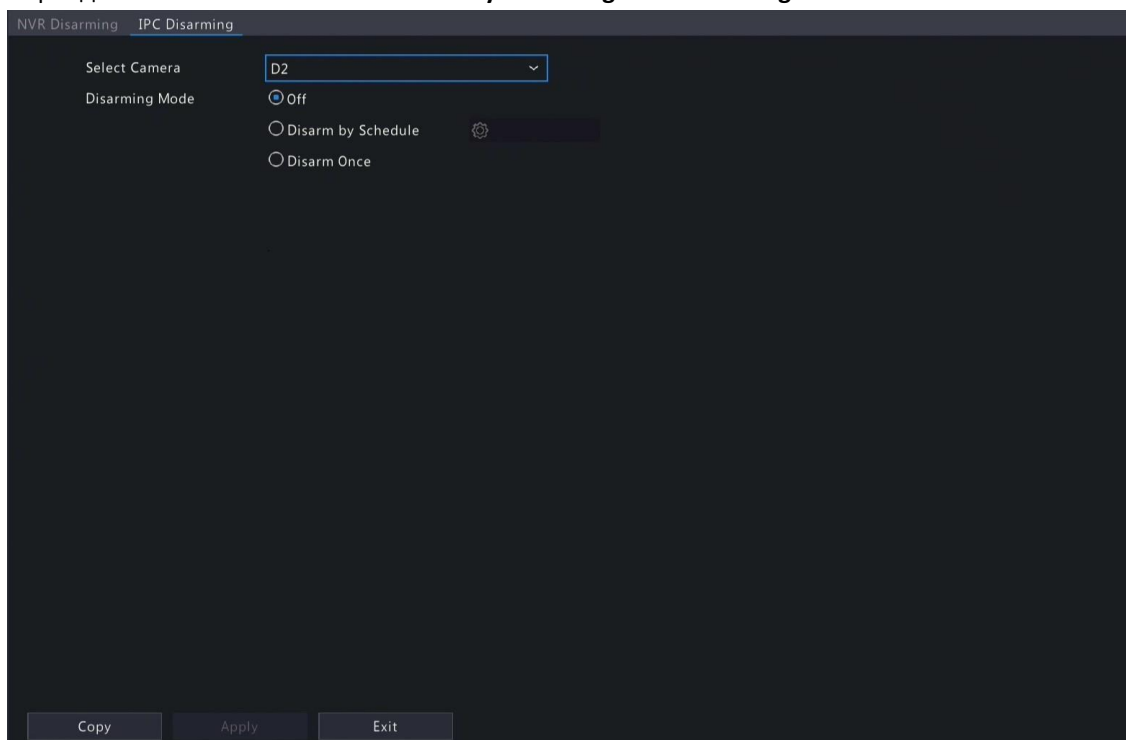 NVR Disarming IPC Disarming
Select Camera D2
Disarming Mode Off
Disarm by Schedule
Disarm Once
Copy Apply Exit